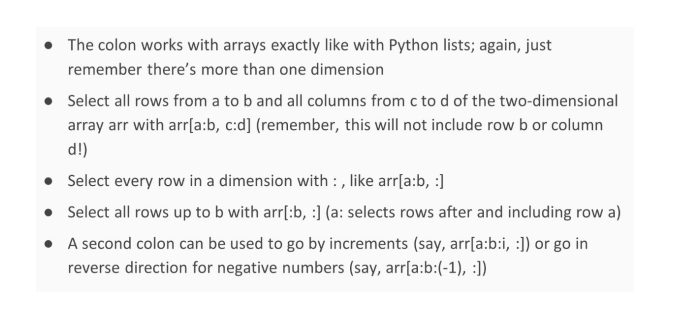 ● The colon works with arrays exactly like with Python lists; again, just
remember there’s more than one dimension
● Select all rows from a to b and all columns from c to d of the two-dimensional
array arr with arr[a:b, c:d] (remember, this will not include row b or column
d!)
● Select every row in a dimension with : , like arr[a:b, :]
● Select all rows up to b with arr[:b, :] (a: selects rows after and including row a)
● A second colon can be used to go by increments (say, arr[a:b:i, :]) or go in
reverse direction for negative numbers (say, arr[a:b:(-1), :])